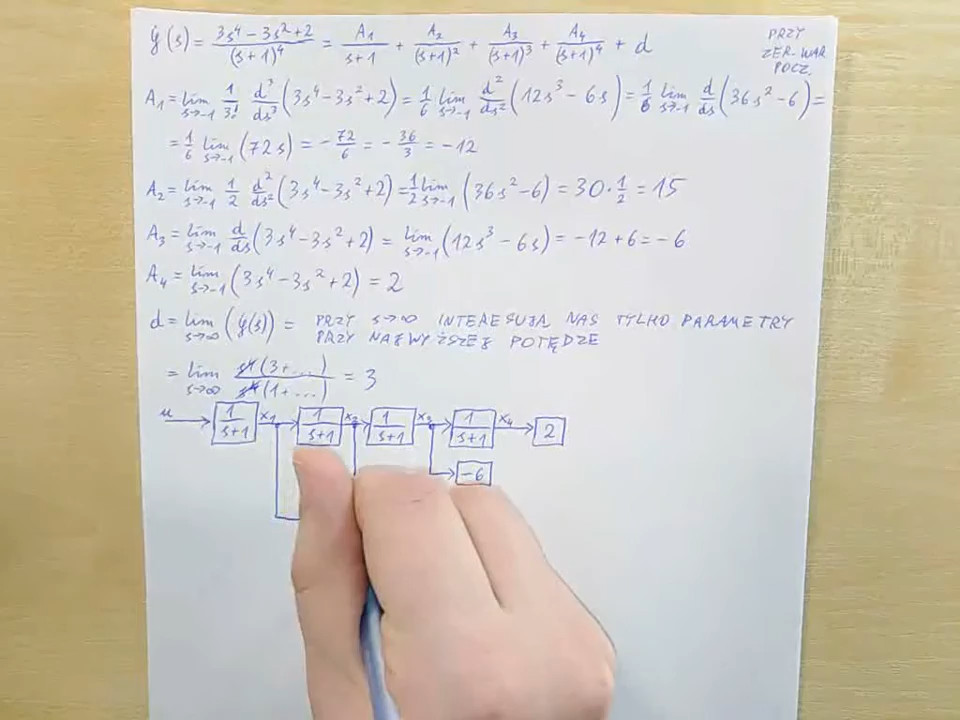 ẏ(s) = (3s⁴ - 3s² + 2)/(s+1)⁴ = A₁/(s+1) + A₂/(s+1)² + A₃/(s+1)³ + A₄/(s+1)⁴ + d
PRZY
ZER. WAR
POCZ.
A₁ = lim s→-1 1/3! d³/ds³ (3s⁴ - 3s² + 2) = 1/6 lim s→-1 d²/ds² (12s³ - 6s) = 1/6 lim s→-1 d/ds (36s² - 6) =
= 1/6 lim s→-1 (72s) = -72/6 = -36/3 = -12
A₂ = lim s→-1 1/2 d²/ds² (3s⁴ - 3s² + 2) = 1/2 lim s→-1 (36s² - 6) = 30·1/2 = 15
A₃ = lim s→-1 d/ds (3s⁴ - 3s² + 2) = lim s→-1 (12s³ - 6s) = -12 + 6 = -6
A₄ = lim s→-1 (3s⁴ - 3s² + 2) = 2
d = lim s→∞ (ẏ(s)) = PRZY s→∞ INTERESUJĄ NAS TYLKO PARAMETRY
PRZY NAJWYŻSZEJ POTĘDZE
= lim s→∞ s⁴(3+...)/s⁴(1+...) = 3
u 1/(s+1) x₁ 1/(s+1) x₂ 1/(s+1) x₃ 1/(s+1) x₄ 2
-6